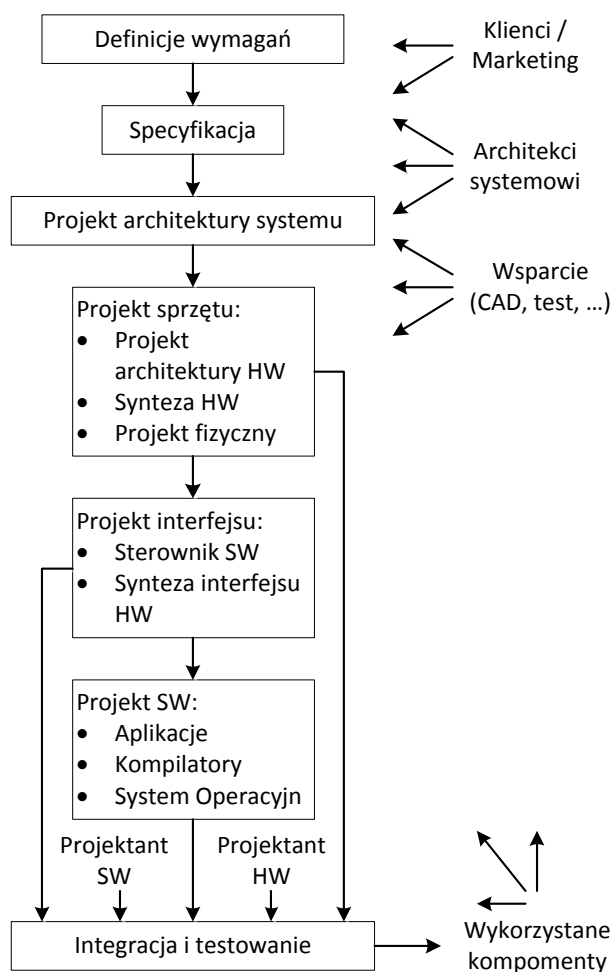 Definicje wymagań
Klienci /
Marketing
Specyfikacja
Architekci
systemowi
Projekt architektury systemu
Wsparcie
(CAD, test, ...)
Projekt sprzętu:
• Projekt
architektury HW
• Synteza HW
• Projekt fizyczny
Projekt interfejsu:
• Sterownik SW
• Synteza interfejsu
HW
Projekt SW:
• Aplikacje
• Kompilatory
• System Operacyjn
Projektant
SW
Projektant
HW
Integracja i testowanie
Wykorzystane
kompomenty